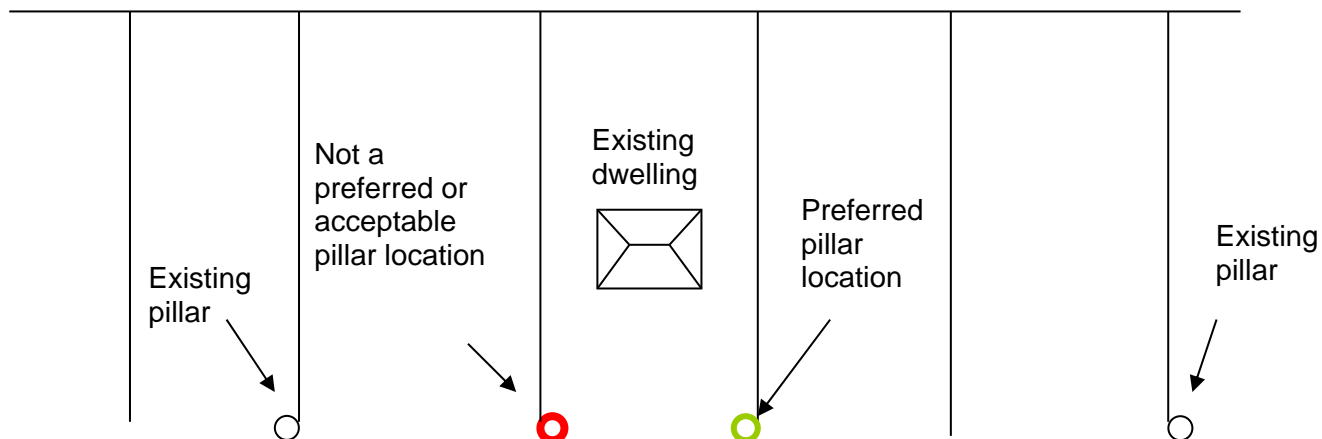 Existing
pillar
Not a
preferred or
acceptable
pillar location
Existing
dwelling
Preferred
pillar
location
Existing
pillar